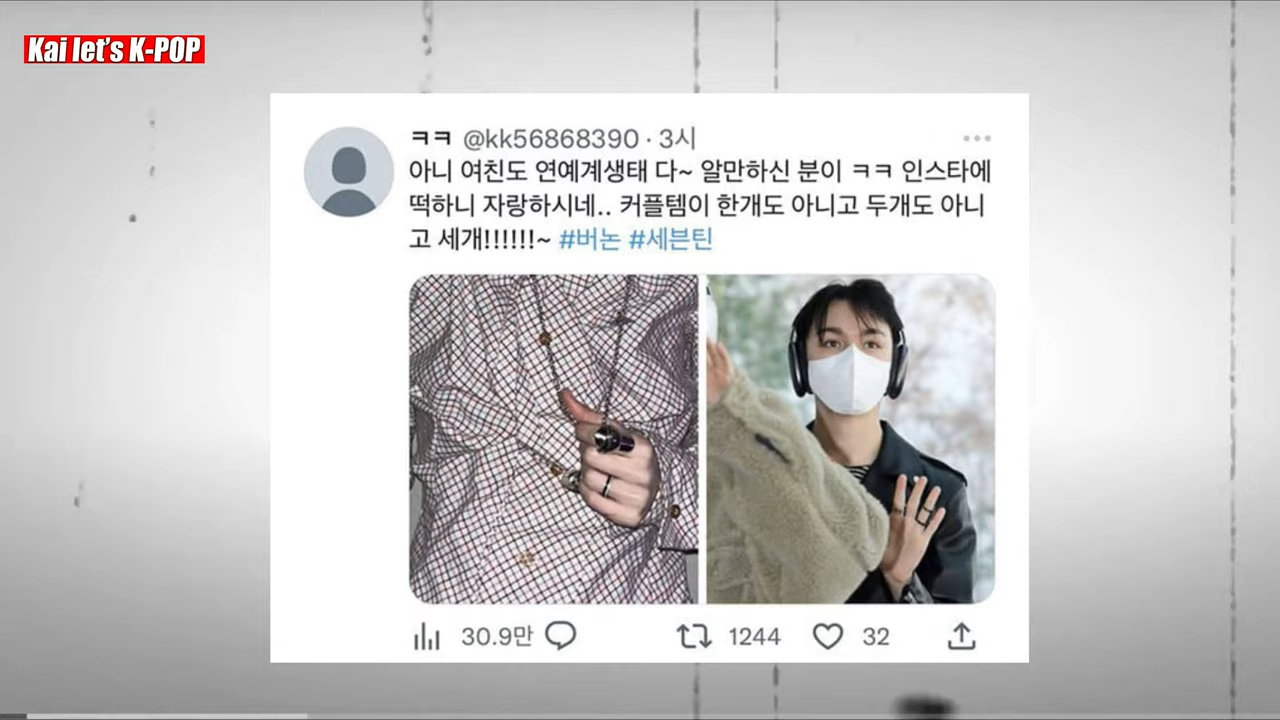 Kai let's K-POP
ㅋㅋ @kk56868390 · 3시
아니 여친도 연예계생태 다~ 알만하신 분이 ㅋㅋ 인스타에
떡하니 자랑하시네.. 커플템이 한개도 아니고 두개도 아니
고 세개!!!!!!~ #버논 #세븐틴
30.9만 1244 32